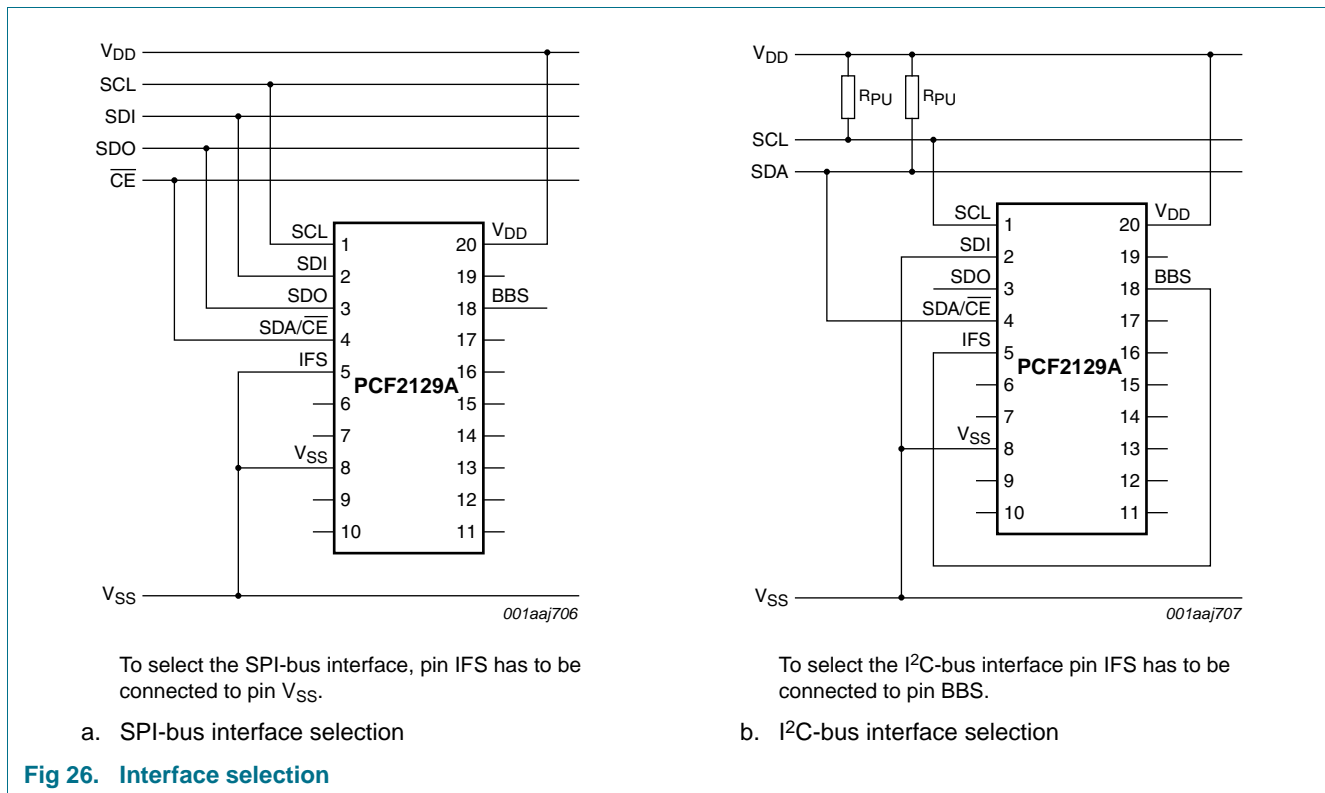 VDD
SCL
SDI
SDO
CE
SCL
SDI
SDO
SDA/CE
IFS
VSS
1
2
3
4
5
6
7
8
9
10
PCF2129A
20
19
18
17
16
15
14
13
12
11
VDD
BBS
VSS
001aaj706
To select the SPI-bus interface, pin IFS has to be
connected to pin VSS.
a. SPI-bus interface selection
VDD
RPU
RPU
SCL
SDA
SCL
SDI
SDO
SDA/CE
IFS
VSS
1
2
3
4
5
6
7
8
9
10
PCF2129A
20
19
18
17
16
15
14
13
12
11
VDD
BBS
VSS
001aaj707
To select the I²C-bus interface pin IFS has to be
connected to pin BBS.
b. I²C-bus interface selection
Fig 26. Interface selection